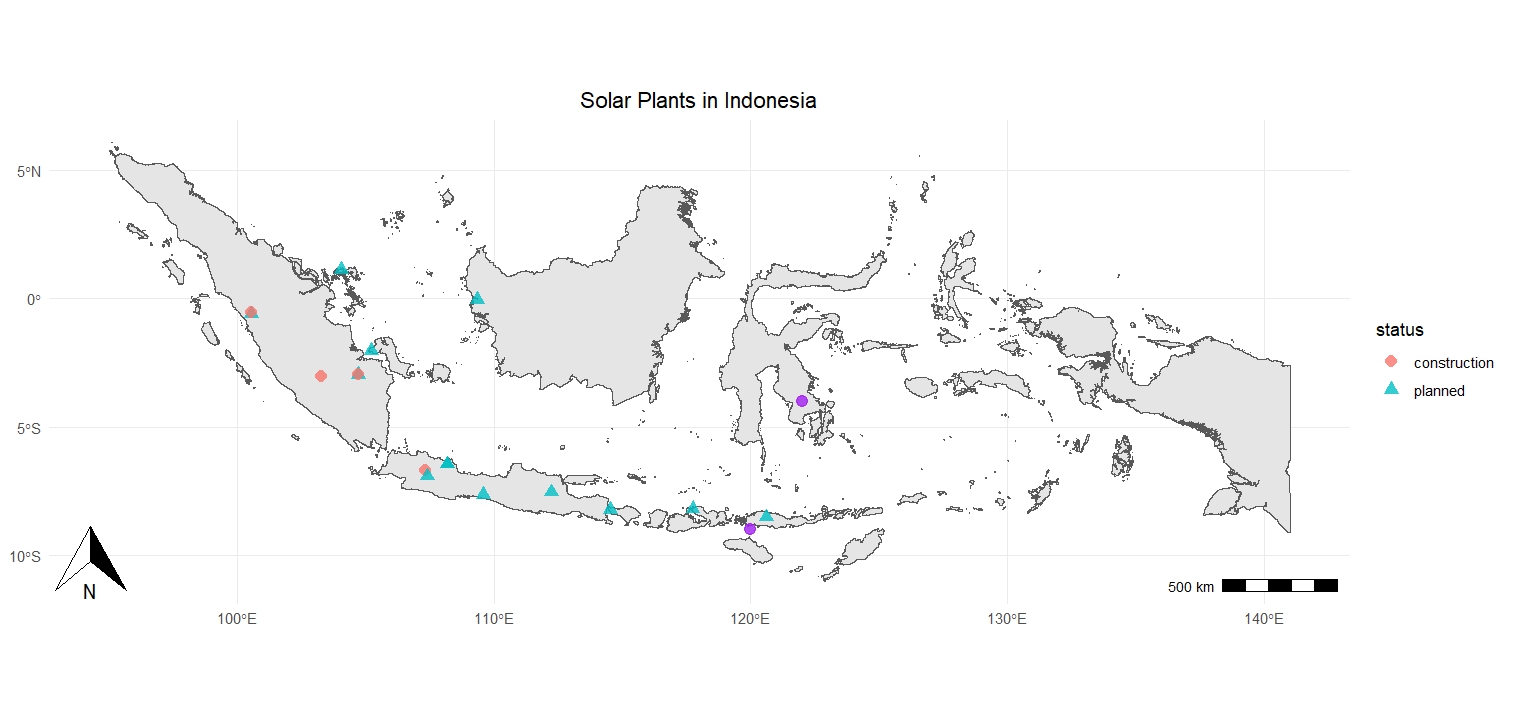 Solar Plants in Indonesia
5°N
0°
5°S
10°S
100°E
110°E
120°E
130°E
140°E
N
500 km
status
construction
planned